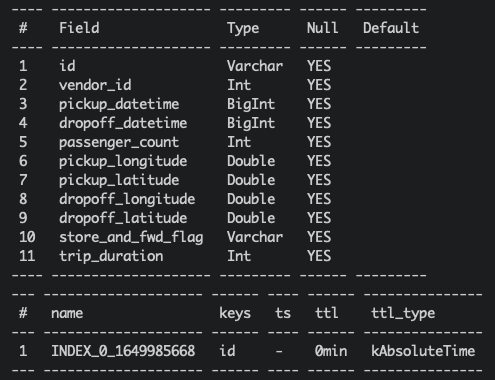 ---- ------------------- --------- ------ ---------
#    Field               Type      Null   Default
---- ------------------- --------- ------ ---------
1    id                  Varchar   YES
2    vendor_id           Int       YES
3    pickup_datetime     BigInt    YES
4    dropoff_datetime    BigInt    YES
5    passenger_count     Int       YES
6    pickup_longitude    Double    YES
7    pickup_latitude     Double    YES
8    dropoff_longitude   Double    YES
9    dropoff_latitude    Double    YES
10   store_and_fwd_flag  Varchar   YES
11   trip_duration       Int       YES
---- ------------------- --------- ------ ---------
--- -------------------- ------ ---- ------ ---------------
#   name                 keys   ts   ttl    ttl_type
--- -------------------- ------ ---- ------ ---------------
1   INDEX_0_1649985668   id     -    0min   kAbsoluteTime
--- -------------------- ------ ---- ------ ---------------